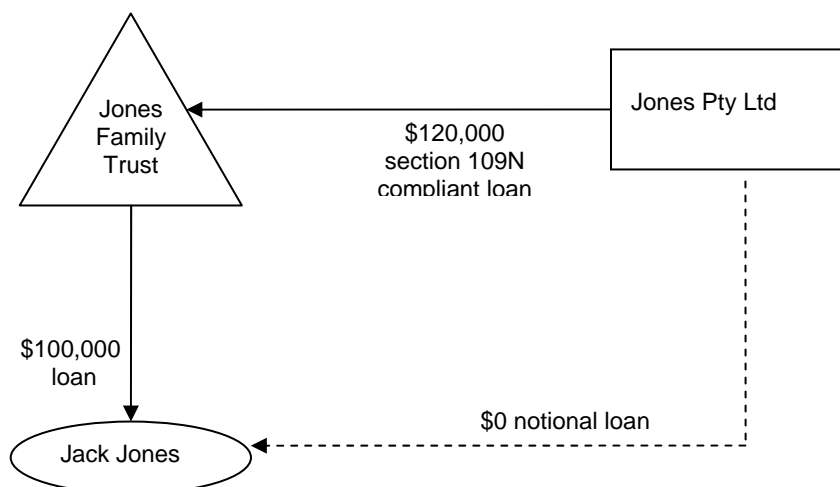 Jones
Family
Trust
Jones Pty Ltd
$120,000
section 109N
compliant loan
$100,000
loan
$0 notional loan
Jack Jones